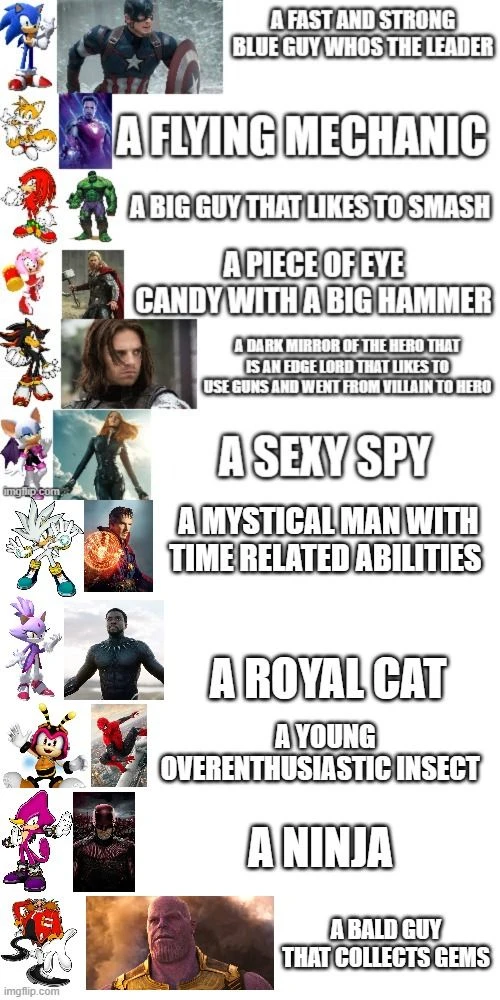 A FAST AND STRONG
BLUE GUY WHOS THE LEADER
A FLYING MECHANIC
A BIG GUY THAT LIKES TO SMASH
A PIECE OF EYE
CANDY WITH A BIG HAMMER
A DARK MIRROR OF THE HERO THAT
IS AN EDGE LORD THAT LIKES TO
USE GUNS AND WENT FROM VILLAIN TO HERO
A SEXY SPY
imgflip.com
A MYSTICAL MAN WITH
TIME RELATED ABILITIES
A ROYAL CAT
A YOUNG
OVERENTHUSIASTIC INSECT
A NINJA
A BALD GUY
THAT COLLECTS GEMS
imgflip.com